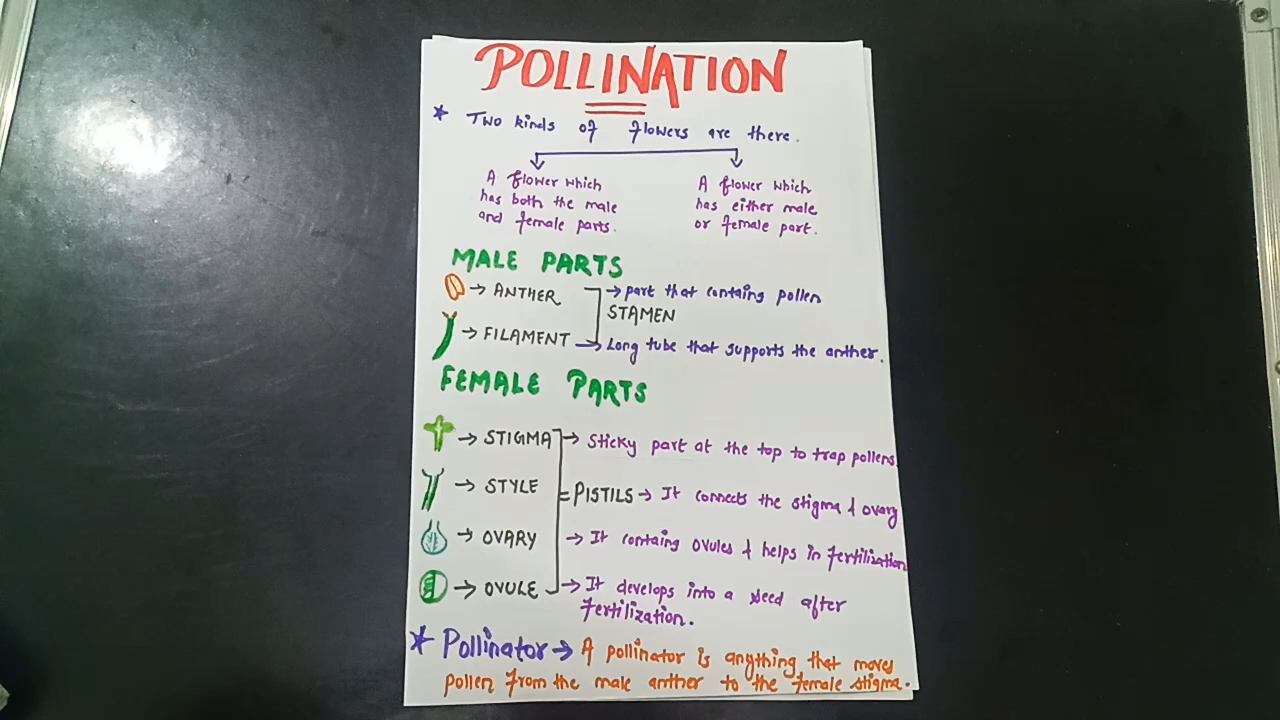 POLLINATION
* Two kinds of flowers are there.
A flower which
has both the male
and female parts.
A flower which
has either male
or female part.
MALE PARTS
→ ANTHER → part that containg pollen
STAMEN
→ FILAMENT → Long tube that supports the anther.
FEMALE PARTS
→ STIGMA → Sticky part at the top to trap pollens
→ STYLE = PISTILS → It connects the stigma & ovary
→ OVARY → It containg ovules & helps in fertilization
→ OVULE → It develops into a seed after
fertilization.
* Pollinator → A pollinator is anything that moves
pollen from the male anther to the female stigma.